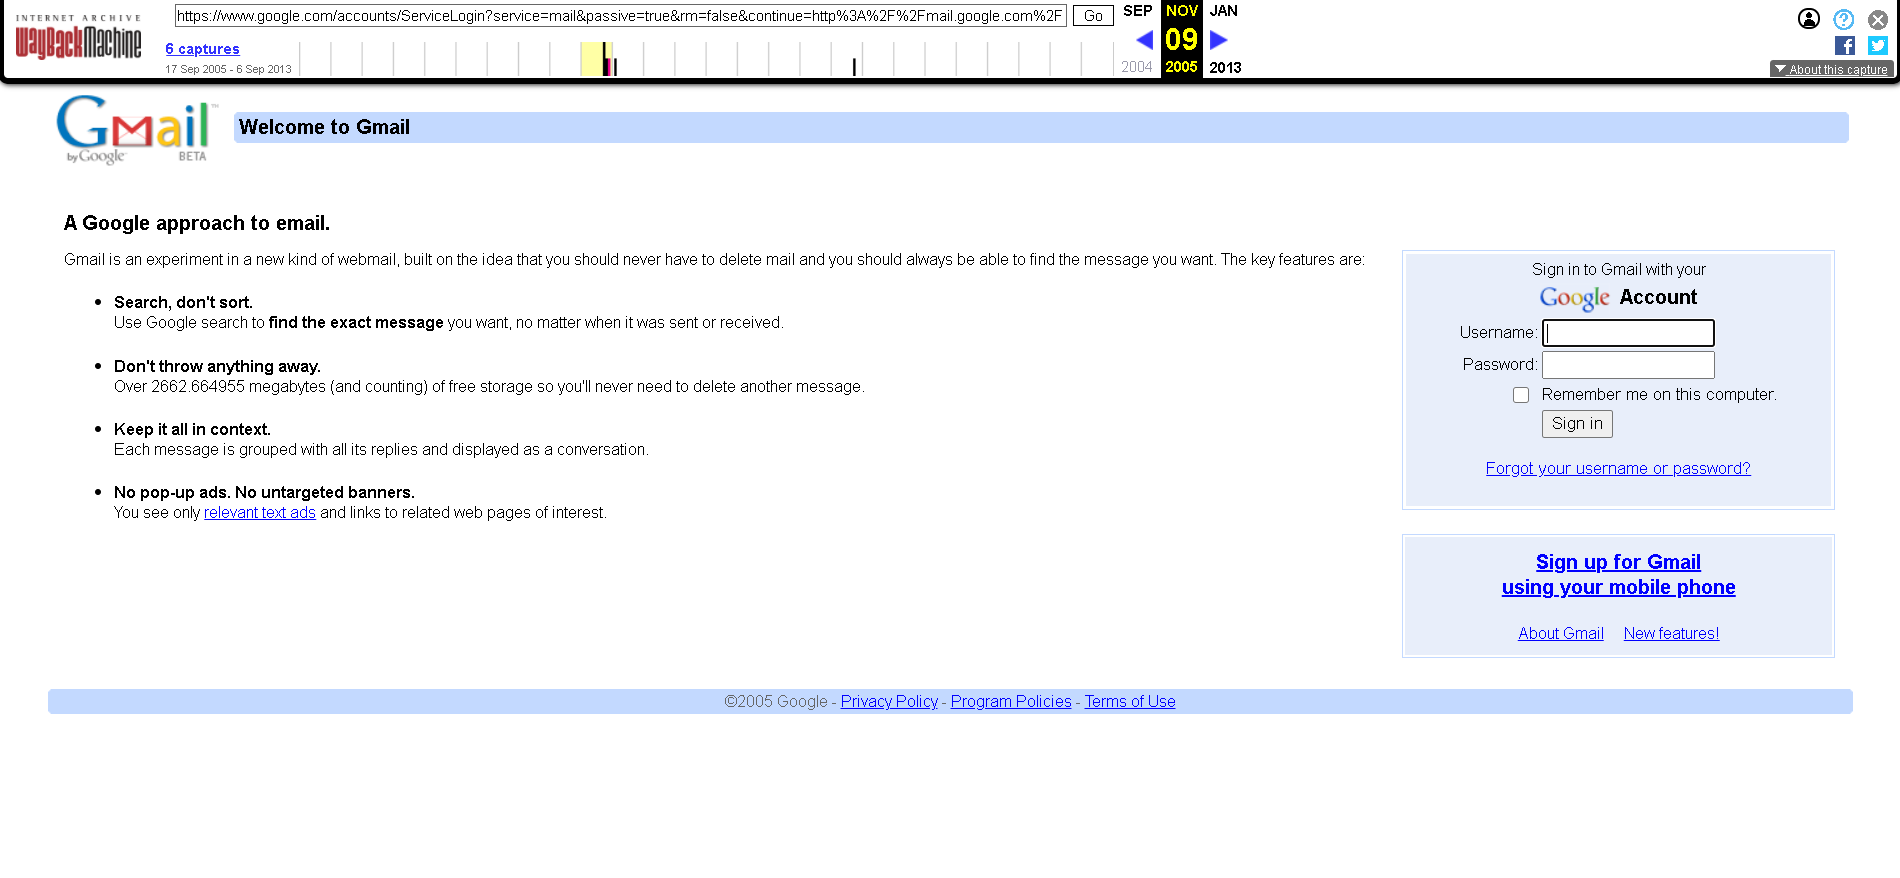 INTERNET ARCHIVE
WayBackMachine
https://www.google.com/accounts/ServiceLogin?service=mail&passive=true&rm=false&continue=http%3A%2F%2Fmail.google.com%2F
Go
SEP NOV JAN
6 captures
09
17 Sep 2005 - 6 Sep 2013
2004 2005 2013
About this capture
Gmail™
by Google BETA
Welcome to Gmail
A Google approach to email.
Gmail is an experiment in a new kind of webmail, built on the idea that you should never have to delete mail and you should always be able to find the message you want. The key features are:
Search, don't sort.
Use Google search to find the exact message you want, no matter when it was sent or received.
Don't throw anything away.
Over 2662.664955 megabytes (and counting) of free storage so you'll never need to delete another message.
Keep it all in context.
Each message is grouped with all its replies and displayed as a conversation.
No pop-up ads. No untargeted banners.
You see only relevant text ads and links to related web pages of interest.
Sign in to Gmail with your
Google Account
Username:
Password:
Remember me on this computer.
Sign in
Forgot your username or password?
Sign up for Gmail
using your mobile phone
About Gmail New features!
©2005 Google - Privacy Policy - Program Policies - Terms of Use